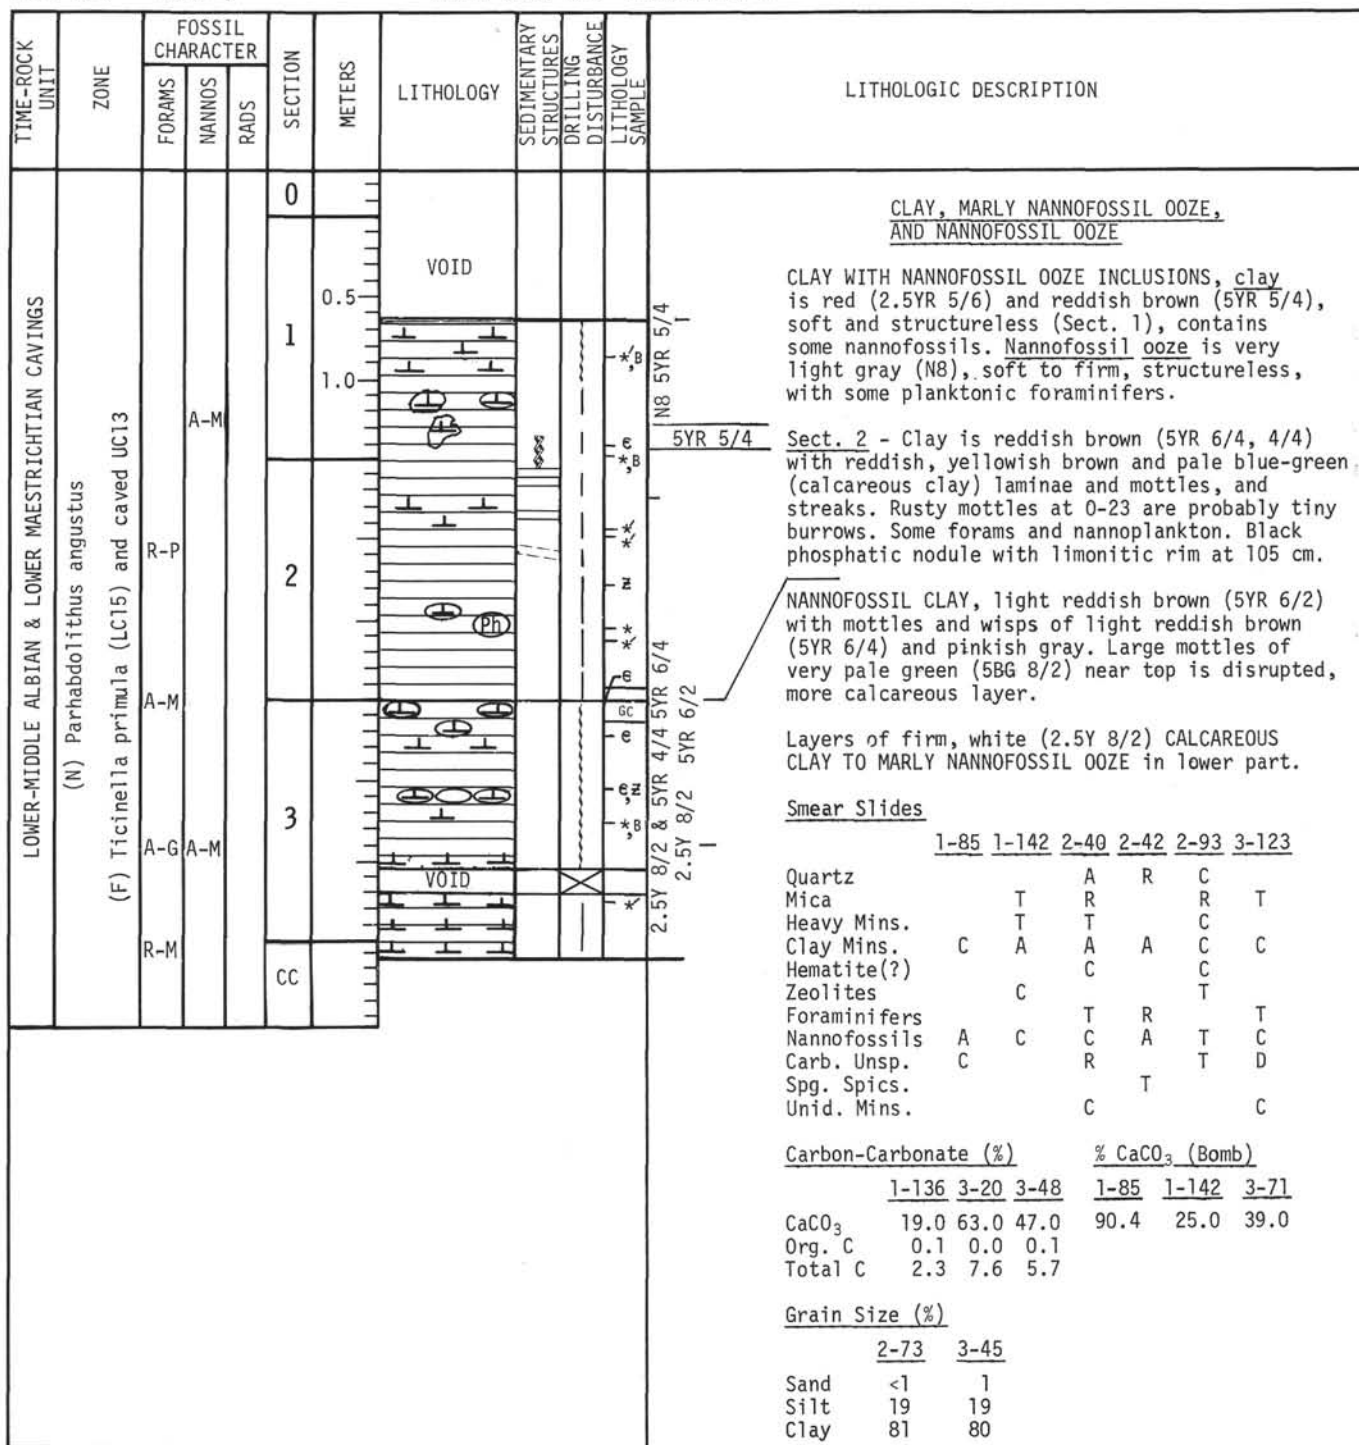 TIME-ROCK UNIT
ZONE
FOSSIL CHARACTER
FORAMS
NANNOS
RADS
SECTION
METERS
LITHOLOGY
SEDIMENTARY STRUCTURES
DRILLING DISTURBANCE
LITHOLOGY SAMPLE
LITHOLOGIC DESCRIPTION
LOWER-MIDDLE ALBIAN & LOWER MAESTRICHTIAN CAVINGS
(N) Parhabdolithus angustus
(F) Ticinella primula (LC15) and caved UC13
R-P
A-M
A-G
R-M
A-M
A-M
0
1
2
3
CC
0.5
1.0
VOID
Ph
VOID
*,B
e
*,B
*
*
z
*
*
e
GC
e
e,z
*,B
*
N8 5YR 5/4
5YR 5/4
2.5Y 8/2 & 5YR 4/4 5YR 6/4
2.5Y 8/2 5YR 6/2
CLAY, MARLY NANNOFOSSIL OOZE,
AND NANNOFOSSIL OOZE
CLAY WITH NANNOFOSSIL OOZE INCLUSIONS, clay
is red (2.5YR 5/6) and reddish brown (5YR 5/4),
soft and structureless (Sect. 1), contains
some nannofossils. Nannofossil ooze is very
light gray (N8), soft to firm, structureless,
with some planktonic foraminifers.
Sect. 2 - Clay is reddish brown (5YR 6/4, 4/4)
with reddish, yellowish brown and pale blue-green
(calcareous clay) laminae and mottles, and
streaks. Rusty mottles at 0-23 are probably tiny
burrows. Some forams and nannoplankton. Black
phosphatic nodule with limonitic rim at 105 cm.
NANNOFOSSIL CLAY, light reddish brown (5YR 6/2)
with mottles and wisps of light reddish brown
(5YR 6/4) and pinkish gray. Large mottles of
very pale green (5BG 8/2) near top is disrupted,
more calcareous layer.
Layers of firm, white (2.5Y 8/2) CALCAREOUS
CLAY TO MARLY NANNOFOSSIL OOZE in lower part.
Smear Slides
1-85 1-142 2-40 2-42 2-93 3-123
Quartz A R C
Mica T R R T
Heavy Mins. T T C
Clay Mins. C A A A C C
Hematite(?) C C
Zeolites C T
Foraminifers T R T
Nannofossils A C C A T C
Carb. Unsp. C R T D
Spg. Spics. T
Unid. Mins. C C
Carbon-Carbonate (%) % CaCO₃ (Bomb)
1-136 3-20 3-48 1-85 1-142 3-71
CaCO₃ 19.0 63.0 47.0 90.4 25.0 39.0
Org. C 0.1 0.0 0.1
Total C 2.3 7.6 5.7
Grain Size (%)
2-73 3-45
Sand <1 1
Silt 19 19
Clay 81 80